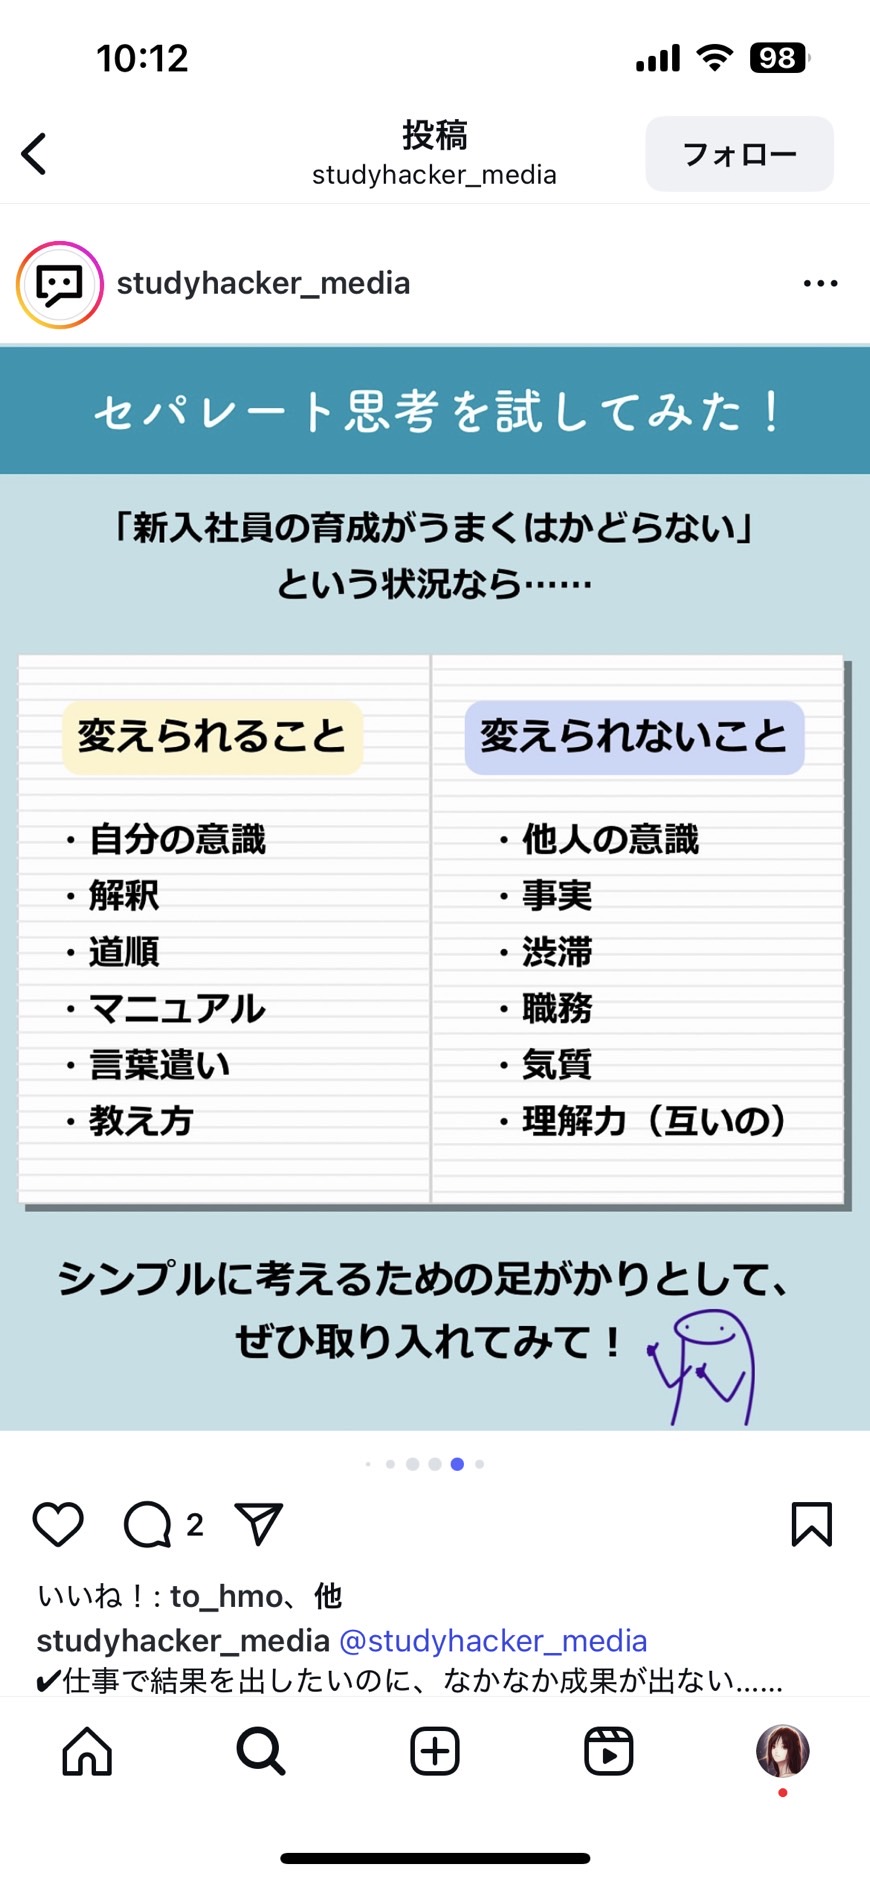 10:12
98
投稿
studyhacker_media
フォロー
studyhacker_media
セパレート思考を試してみた！
「新入社員の育成がうまくはかどらない」
という状況なら……
変えられること
・自分の意識
・解釈
・道順
・マニュアル
・言葉遣い
・教え方
変えられないこと
・他人の意識
・事実
・渋滞
・職務
・気質
・理解力（互いの）
シンプルに考えるための足がかりとして、
ぜひ取り入れてみて！
2
いいね！: to_hmo、他
studyhacker_media @studyhacker_media
✔仕事で結果を出したいのに、なかなか成果が出ない……